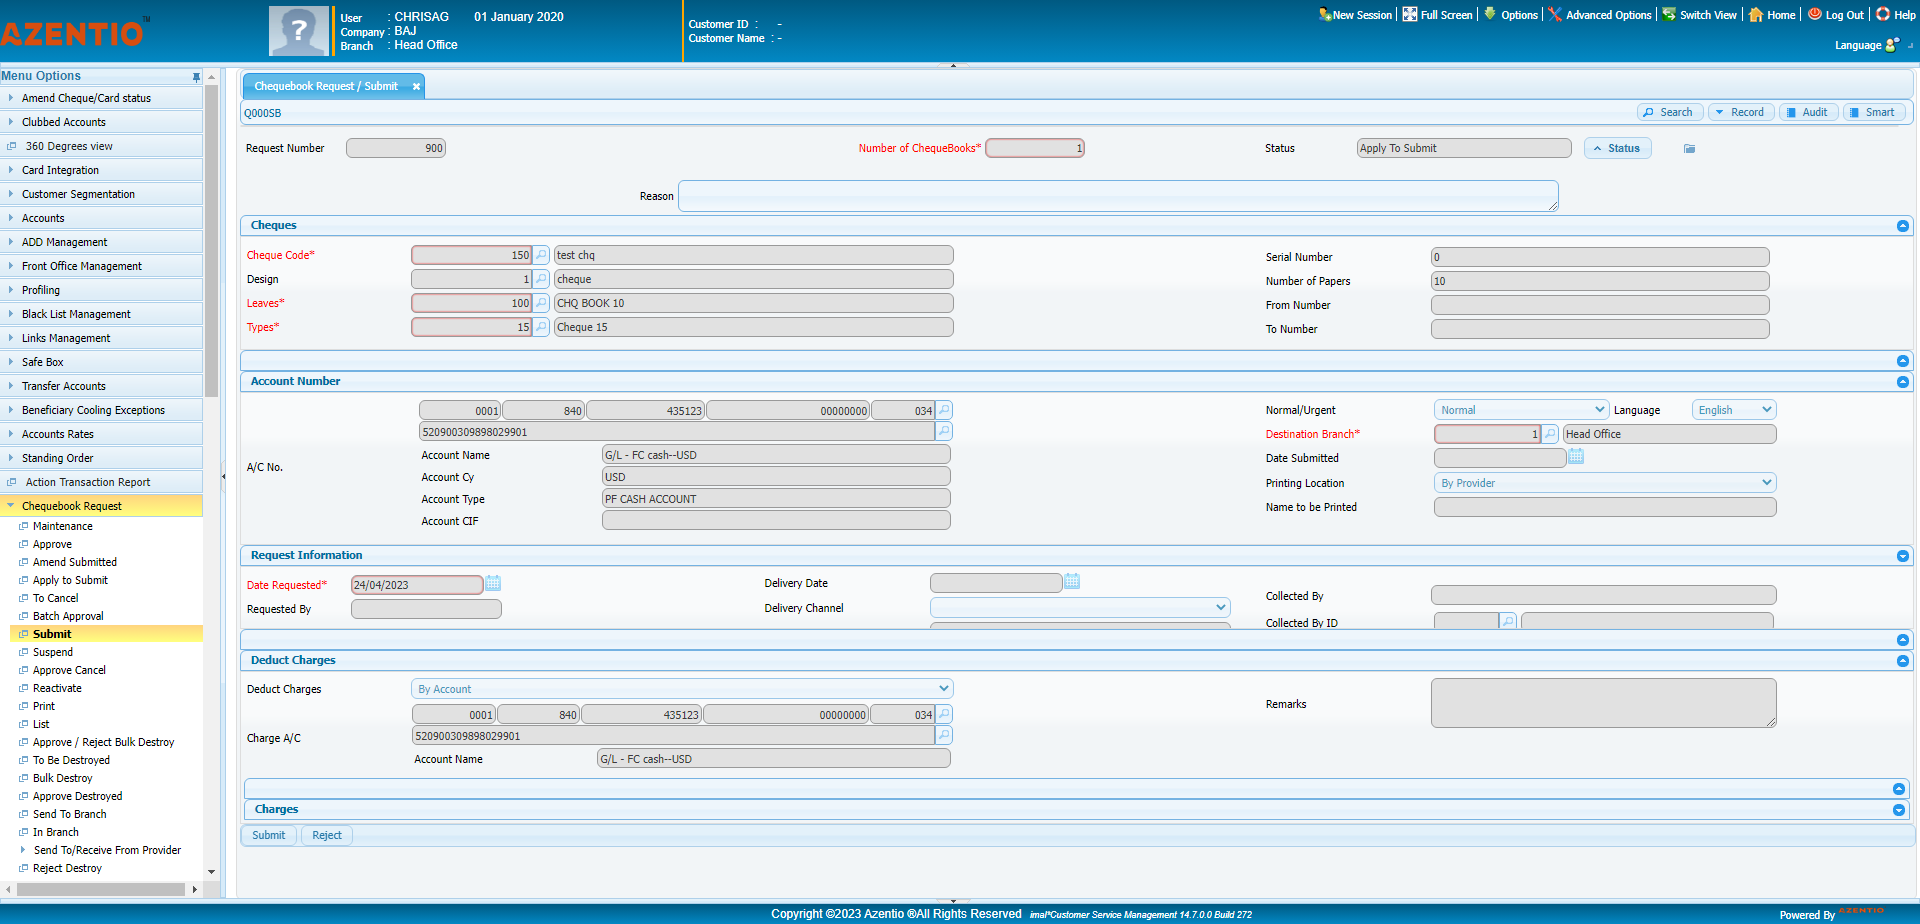 AZENTIO™
User : CHRISAG 01 January 2020
Company : BAJ
Branch : Head Office
Customer ID : -
Customer Name : -
New Session Full Screen Options Advanced Options Switch View Home Log Out Help
Language
Menu Options
Amend Cheque/Card status
Clubbed Accounts
360 Degrees view
Card Integration
Customer Segmentation
Accounts
ADD Management
Front Office Management
Profiling
Black List Management
Links Management
Safe Box
Transfer Accounts
Beneficiary Cooling Exceptions
Accounts Rates
Standing Order
Action Transaction Report
Chequebook Request
Maintenance
Approve
Amend Submitted
Apply to Submit
To Cancel
Batch Approval
Submit
Suspend
Approve Cancel
Reactivate
Print
List
Approve / Reject Bulk Destroy
To Be Destroyed
Bulk Destroy
Approve Destroyed
Send To Branch
In Branch
Send To/Receive From Provider
Reject Destroy
Chequebook Request / Submit
Q000SB
Search Record Audit Smart
Request Number 900 Number of ChequeBooks* 1 Status Apply To Submit Status
Reason
Cheques
Cheque Code* 150 test chq Serial Number 0
Design 1 cheque Number of Papers 10
Leaves* 100 CHQ BOOK 10 From Number
Types* 15 Cheque 15 To Number
Account Number
0001 840 435123 00000000 034 Normal/Urgent Normal Language English
520900309898029901 Destination Branch* 1 Head Office
A/C No.
Account Name G/L - FC cash--USD Date Submitted
Account Cy USD Printing Location By Provider
Account Type PF CASH ACCOUNT Name to be Printed
Account CIF
Request Information
Date Requested* 24/04/2023 Delivery Date Collected By
Requested By Delivery Channel Collected By ID
Deduct Charges
Deduct Charges By Account Remarks
0001 840 435123 00000000 034
Charge A/C 520900309898029901
Account Name G/L - FC cash--USD
Charges
Submit Reject
Copyright ©2023 Azentio ®All Rights Reserved imal*Customer Service Management 14.7.0.0 Build 272
Powered By AZENTIO